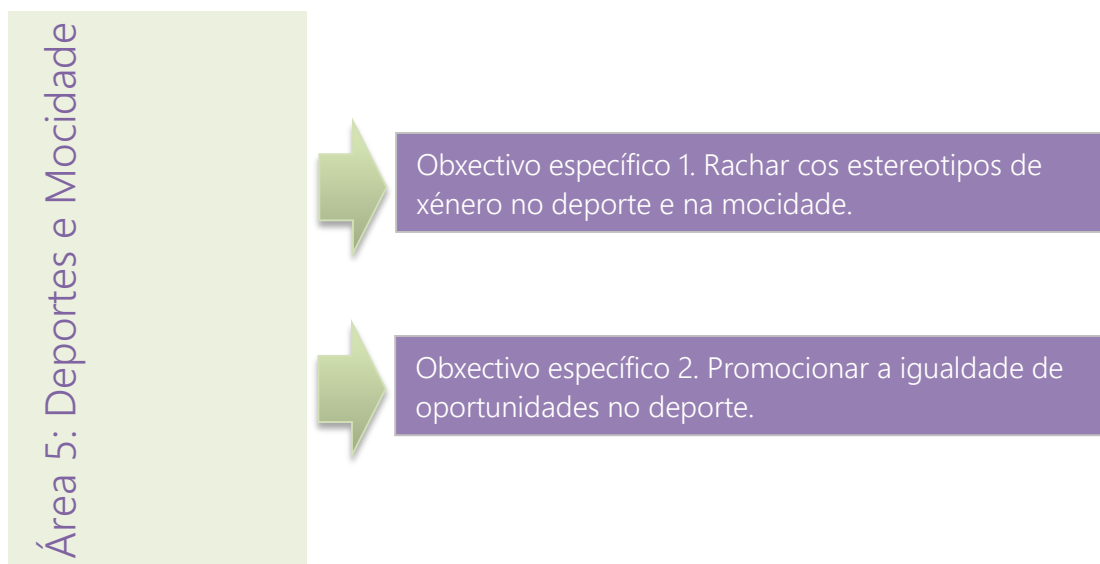 Área 5: Deportes e Mocidade
Obxectivo específico 1. Rachar cos estereotipos de
xénero no deporte e na mocidade.
Obxectivo específico 2. Promocionar a igualdade de
oportunidades no deporte.